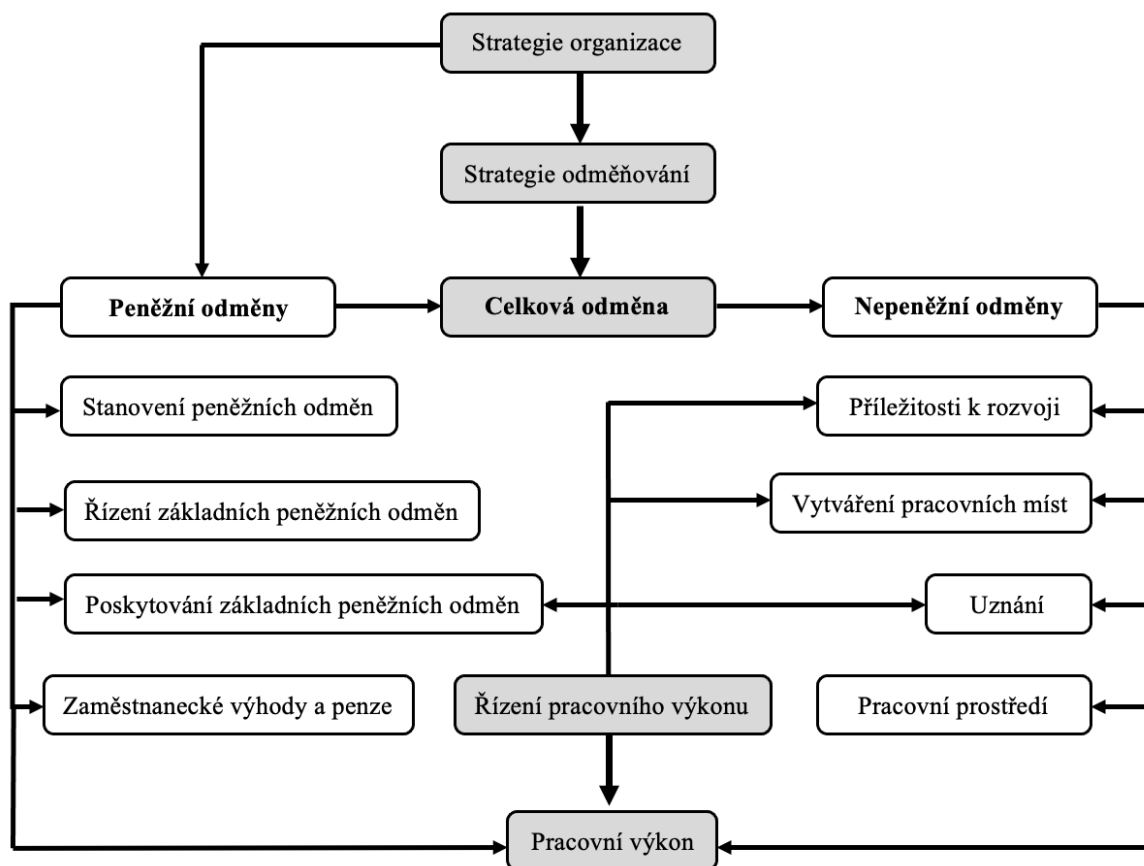 Strategie organizace
Strategie odměňování
Peněžní odměny
Celková odměna
Nepeněžní odměny
Stanovení peněžních odměn
Příležitosti k rozvoji
Řízení základních peněžních odměn
Vytváření pracovních míst
Poskytování základních peněžních odměn
Uznání
Zaměstnanecké výhody a penze
Řízení pracovního výkonu
Pracovní prostředí
Pracovní výkon